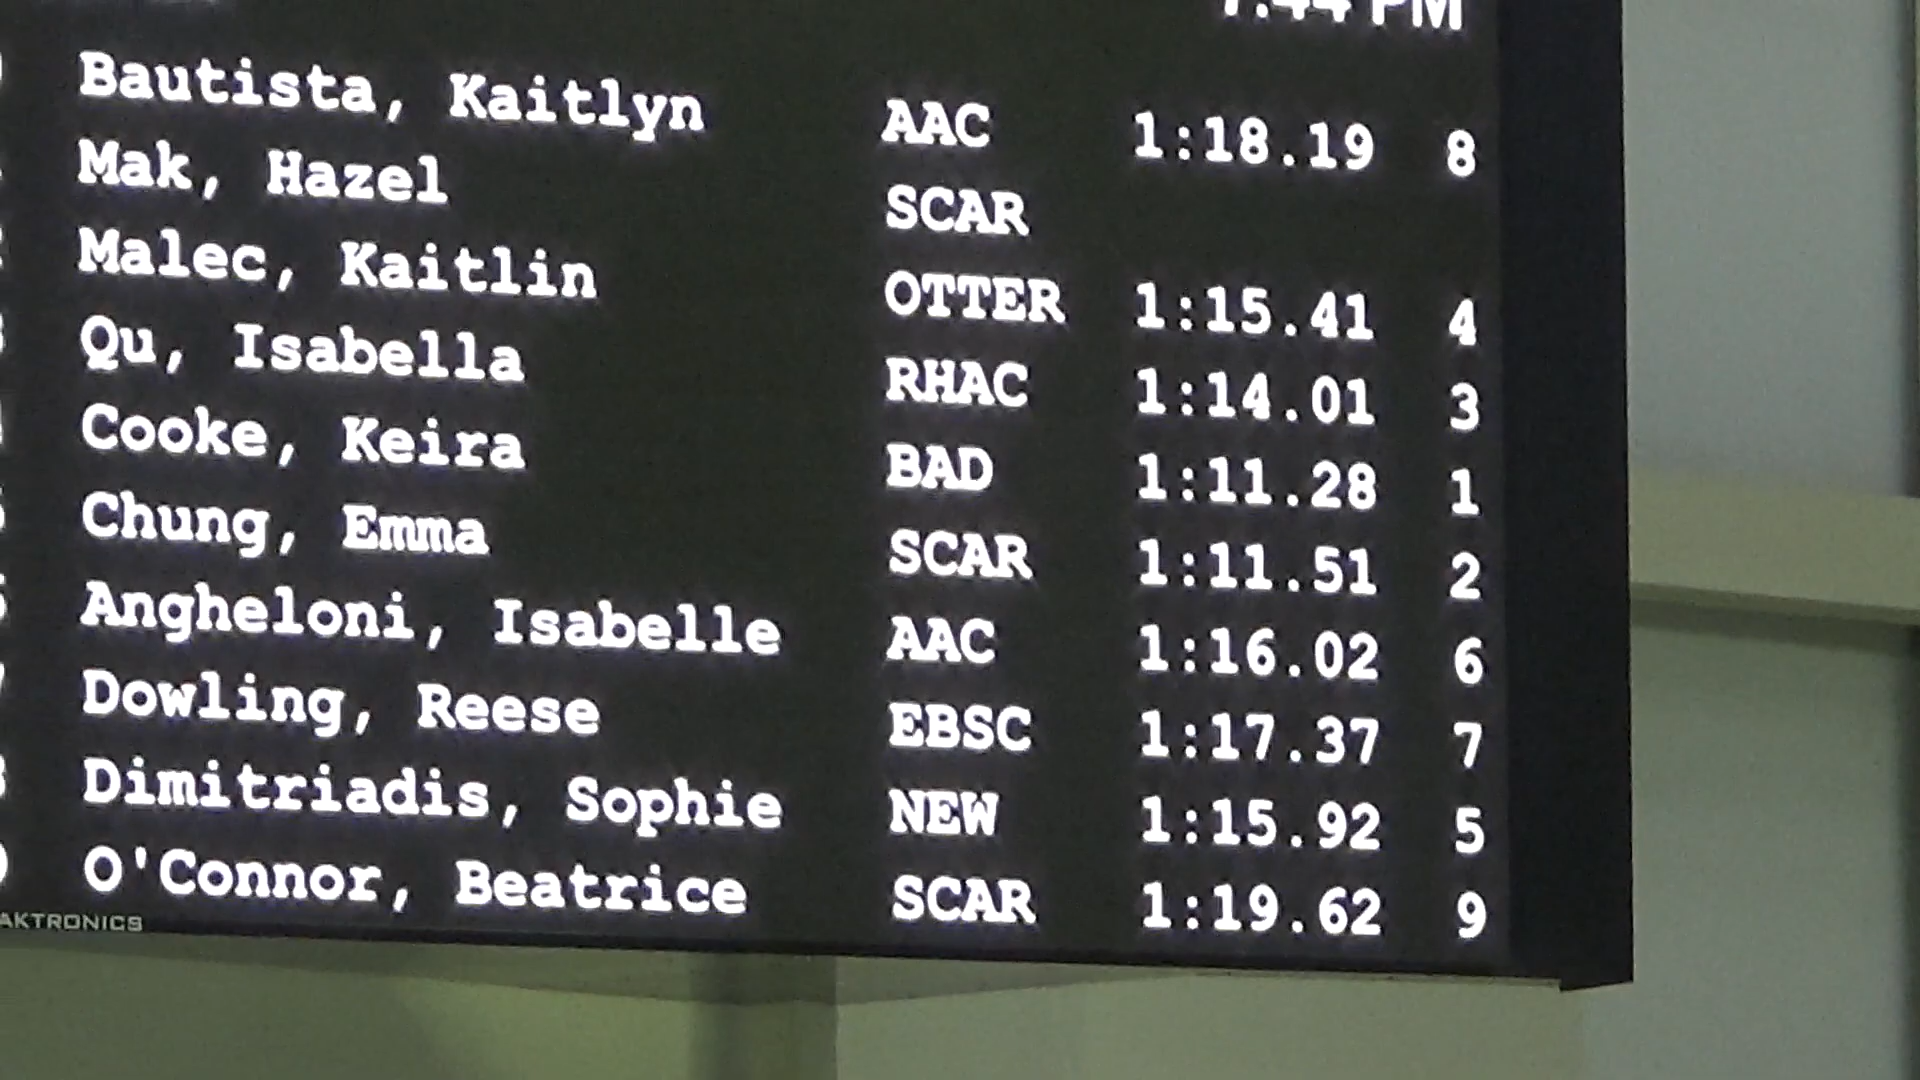 7:44 PM
Bautista, Kaitlyn AAC 1:18.19 8
Mak, Hazel SCAR
Malec, Kaitlin OTTER 1:15.41 4
Qu, Isabella RHAC 1:14.01 3
Cooke, Keira BAD 1:11.28 1
Chung, Emma SCAR 1:11.51 2
Angheloni, Isabelle AAC 1:16.02 6
Dowling, Reese EBSC 1:17.37 7
Dimitriadis, Sophie NEW 1:15.92 5
O'Connor, Beatrice SCAR 1:19.62 9
AKTRONICS